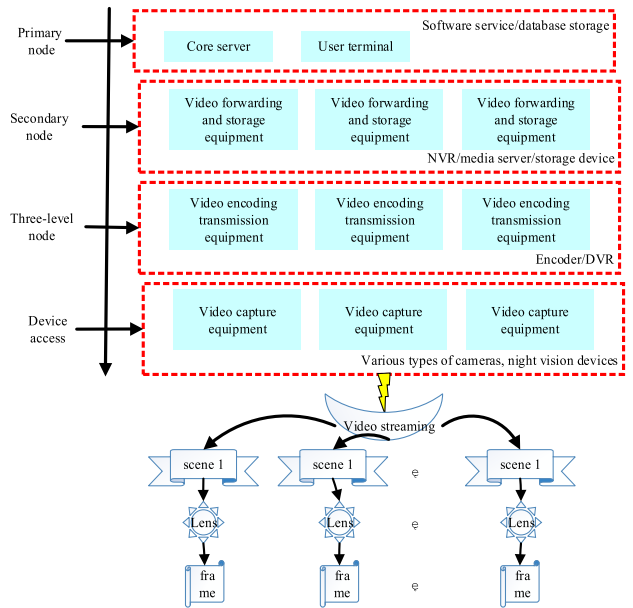 Primary
node
Software service/database storage
Core server
User terminal
Secondary
node
Video forwarding
and storage
equipment
Video forwarding
and storage
equipment
Video forwarding
and storage
equipment
NVR/media server/storage device
Three-level
node
Video encoding
transmission
equipment
Video encoding
transmission
equipment
Video encoding
transmission
equipment
Encoder/DVR
Device
access
Video capture
equipment
Video capture
equipment
Video capture
equipment
Various types of cameras, night vision devices
Video streaming
scene 1
scene 1
scene 1
Lens
Lens
Lens
fra
me
fra
me
fra
me